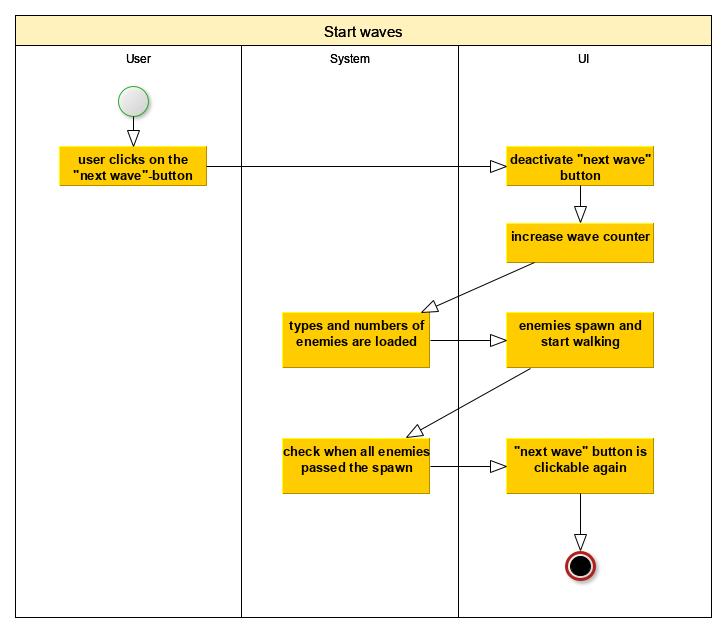 Start waves
User
System
UI
user clicks on the
"next wave"-button
deactivate "next wave"
button
increase wave counter
types and numbers of
enemies are loaded
enemies spawn and
start walking
check when all enemies
passed the spawn
"next wave" button is
clickable again